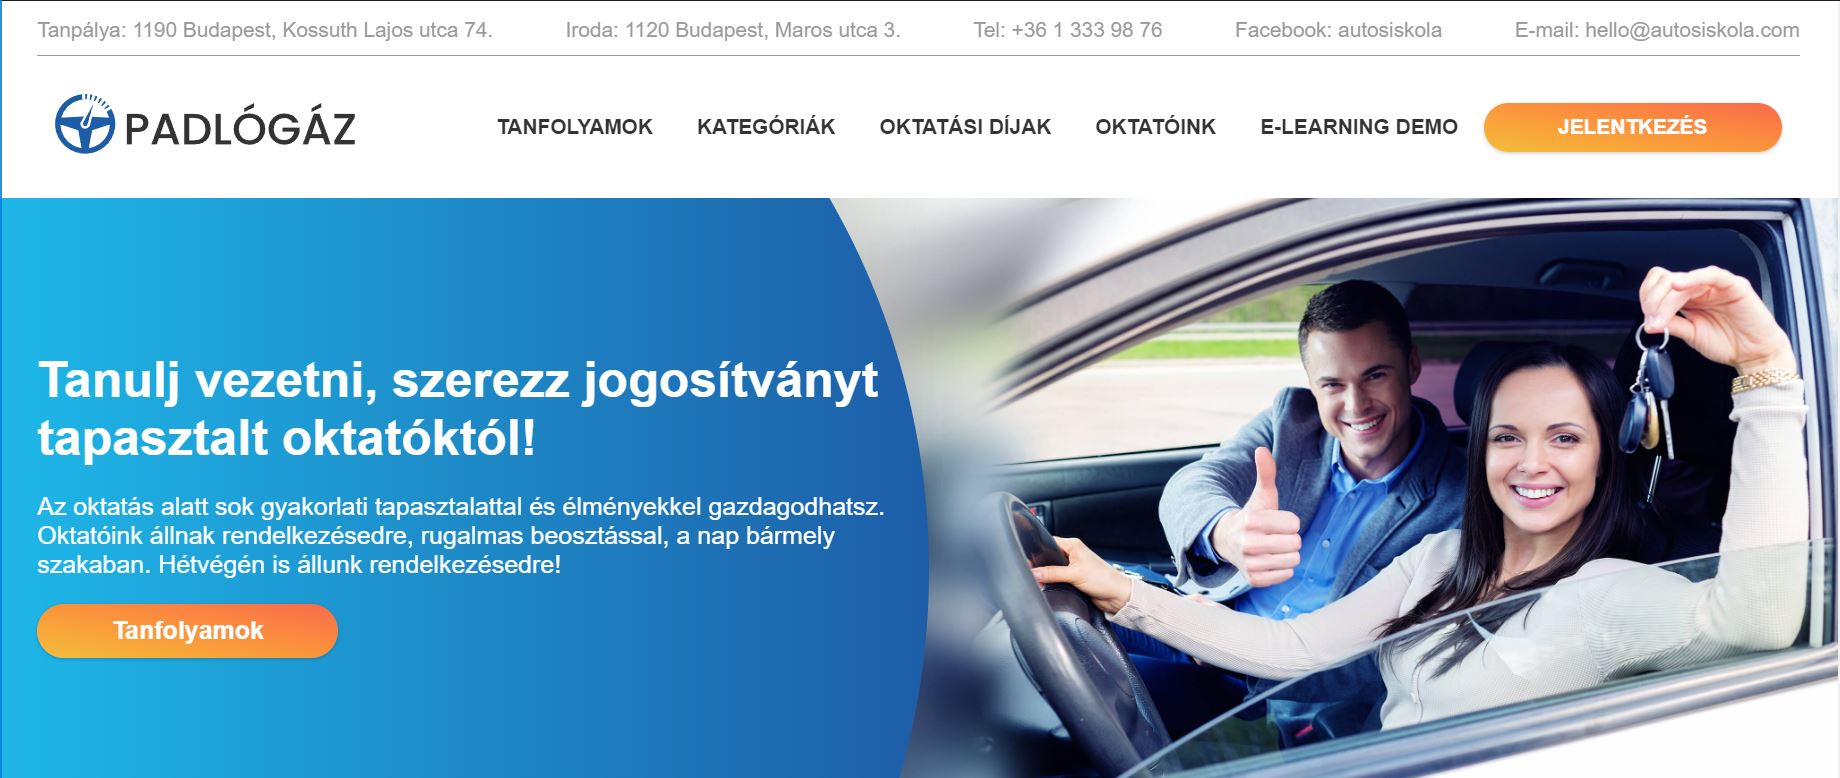 Tanpálya: 1190 Budapest, Kossuth Lajos utca 74. Iroda: 1120 Budapest, Maros utca 3. Tel: +36 1 333 98 76 Facebook: autosiskola E-mail: hello@autosiskola.com
PADLÓGÁZ TANFOLYAMOK KATEGÓRIÁK OKTATÁSI DÍJAK OKTATÓINK E-LEARNING DEMO JELENTKEZÉS
Tanulj vezetni, szerezz jogosítványt
tapasztalt oktatóktól!
Az oktatás alatt sok gyakorlati tapasztalattal és élményekkel gazdagodhatsz.
Oktatóink állnak rendelkezésedre, rugalmas beosztással, a nap bármely
szakaban. Hétvégén is állunk rendelkezésedre!
Tanfolyamok